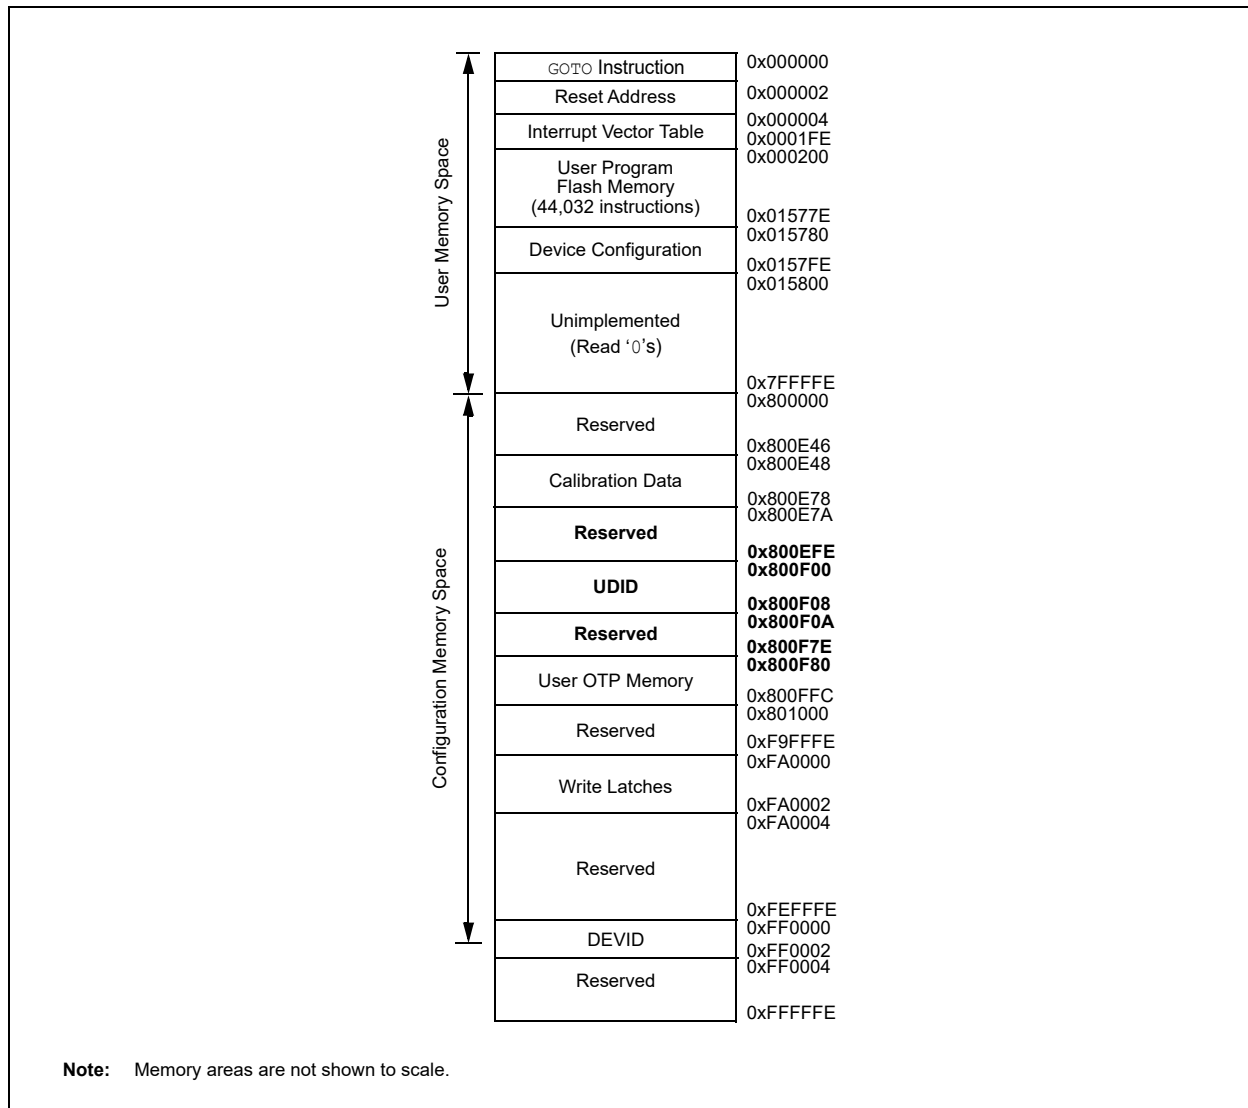 GOTO Instruction
0x000000
Reset Address
0x000002
Interrupt Vector Table
0x000004
0x0001FE
User Memory Space
User Program
Flash Memory
(44,032 instructions)
0x000200
0x01577E
Device Configuration
0x015780
0x0157FE
Unimplemented
(Read ‘0’s)
0x015800
0x7FFFFE
Configuration Memory Space
Reserved
0x800000
0x800E46
Calibration Data
0x800E48
0x800E78
Reserved
0x800E7A
0x800EFE
UDID
0x800F00
0x800F08
Reserved
0x800F0A
0x800F7E
User OTP Memory
0x800F80
0x800FFC
Reserved
0x801000
0xF9FFFE
Write Latches
0xFA0000
0xFA0002
Reserved
0xFA0004
0xFEFFFE
DEVID
0xFF0000
0xFF0002
Reserved
0xFF0004
0xFFFFFE
Note: Memory areas are not shown to scale.